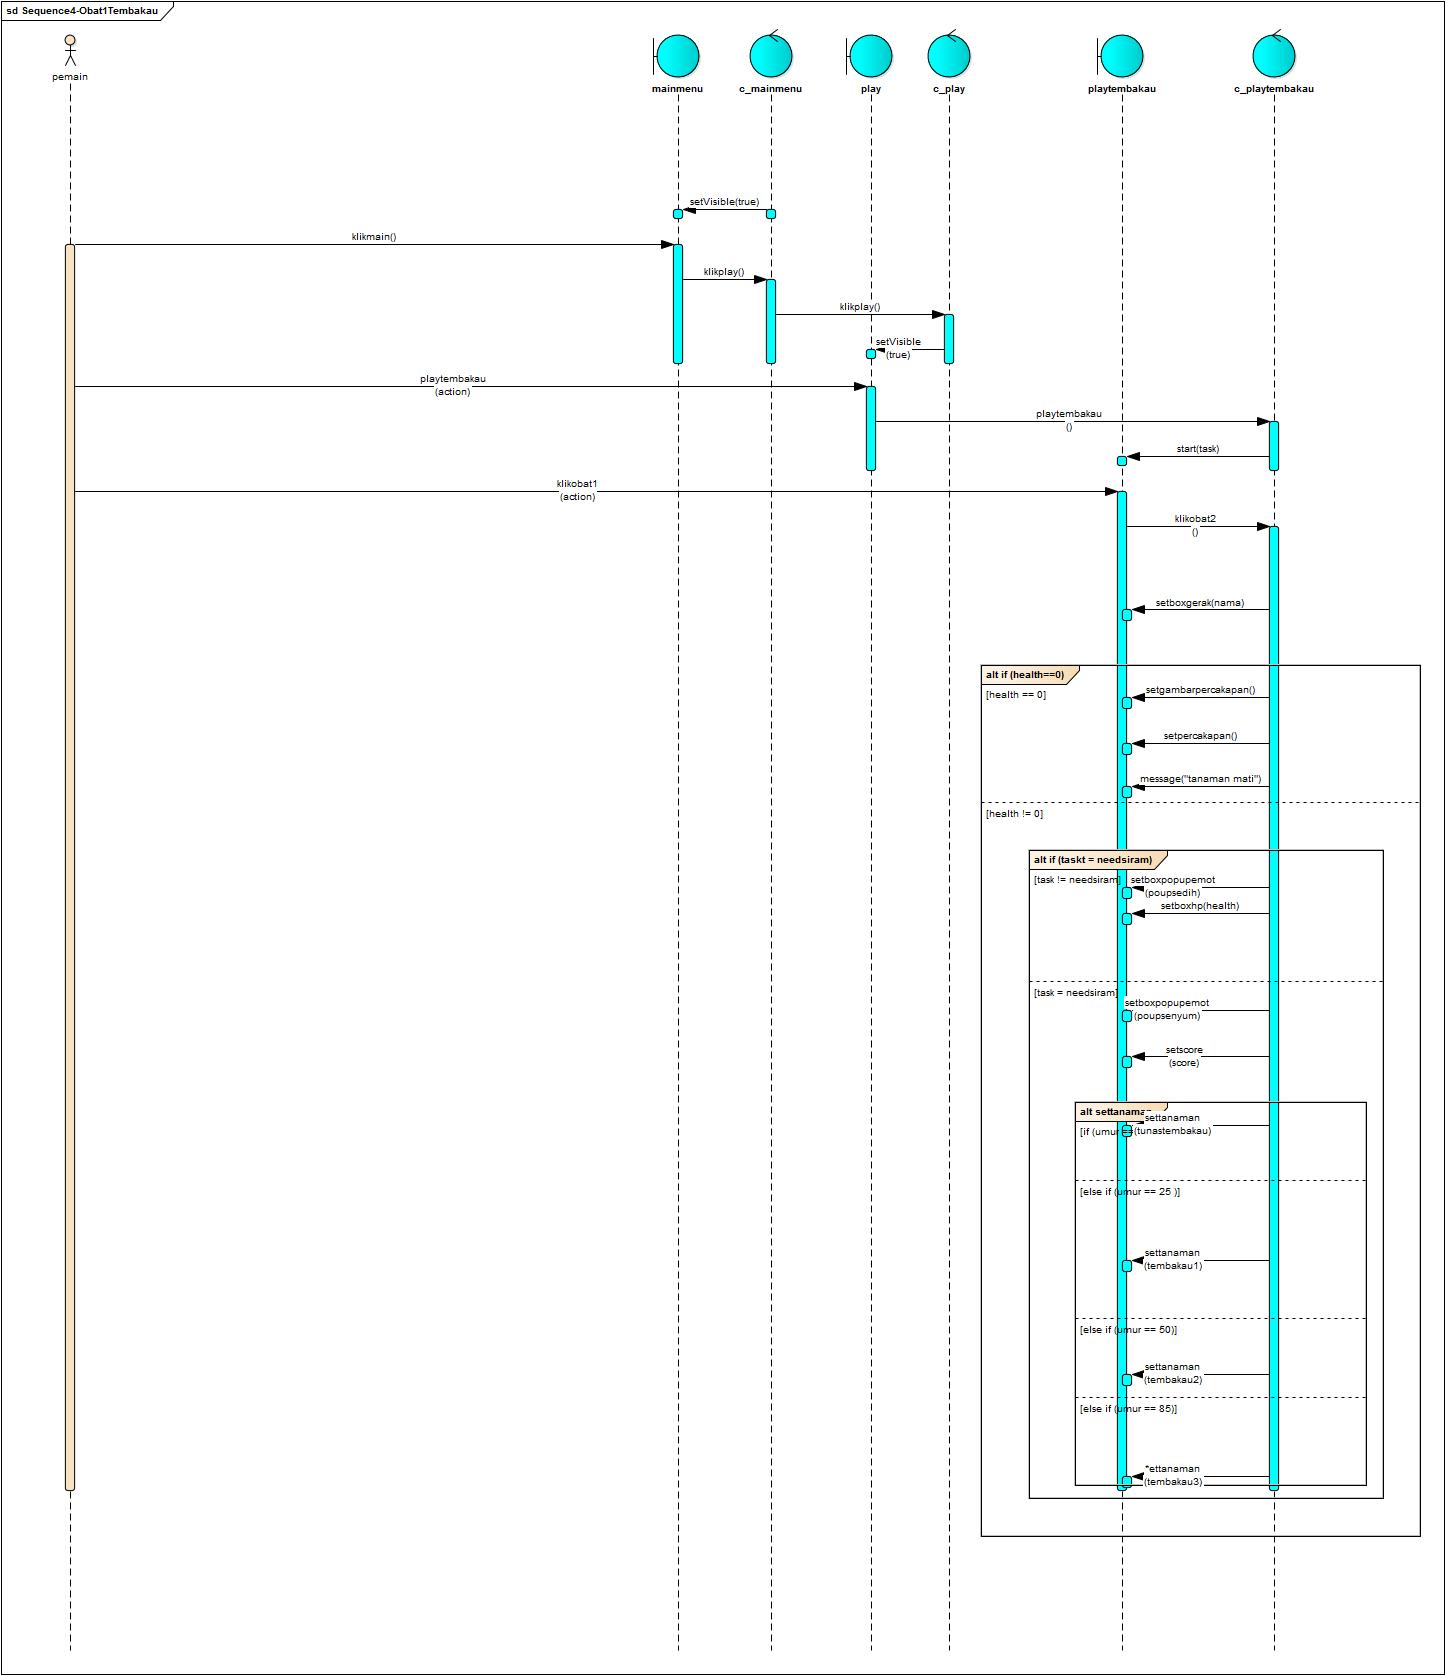 sd Sequence4-Obat1Tembakau
pemain
mainmenu
c_mainmenu
play
c_play
playtembakau
c_playtembakau
setVisible(true)
klikmain()
klikplay()
klikplay()
setVisible
(true)
playtembakau
(action)
playtembakau
()
start(task)
klikobat1
(action)
klikobat2
()
setboxgerak(nama)
alt if (health==0)
[health == 0]
setgambarpercakapan()
setpercakapan()
message("tanaman mati")
[health != 0]
alt if (taskt = needsiram)
[task != needsiram]
setboxpopupemot
(poupsedih)
setboxhp(health)
[task = needsiram]
setboxpopupemot
(poupsenyum)
setscore
(score)
alt
settanaman
[if (umur ==
(tunastembakau)
[else if (umur == 25 )]
settanaman
(tembakau1)
[else if (umur == 50)]
settanaman
(tembakau2)
[else if (umur == 85)]
*ettanaman
(tembakau3)